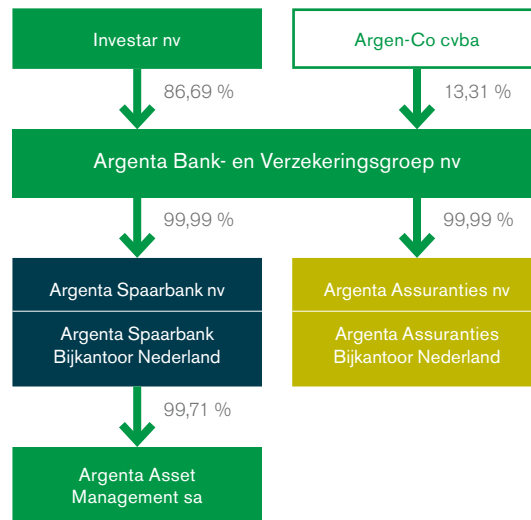 Investar nv
Argen-Co cvba
86,69 %
13,31 %
Argenta Bank- en Verzekeringsgroep nv
99,99 %
99,99 %
Argenta Spaarbank nv
Argenta Assuranties nv
Argenta Spaarbank
Bijkantoor Nederland
Argenta Assuranties
Bijkantoor Nederland
99,71 %
Argenta Asset
Management sa